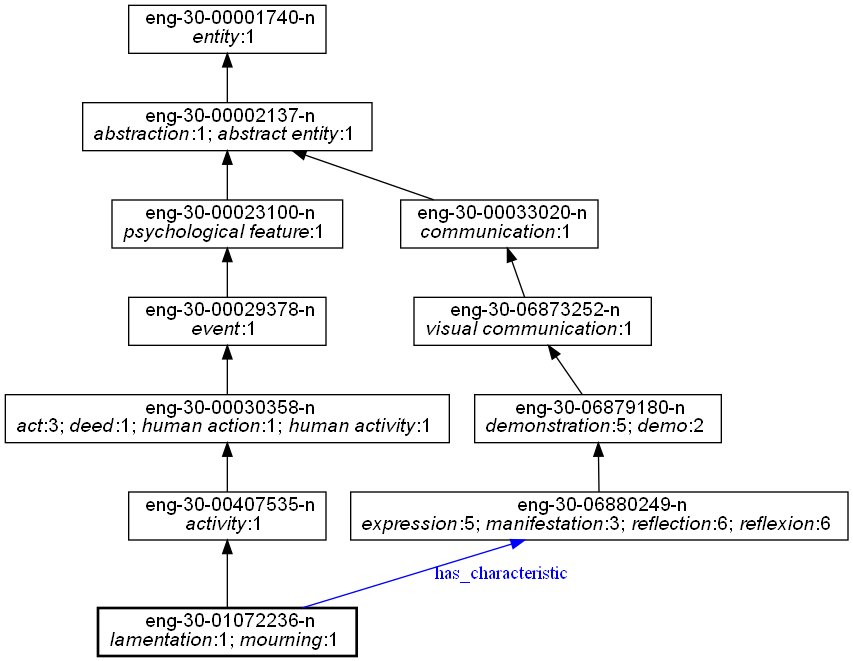 eng-30-00001740-n
entity:1
eng-30-00002137-n
abstraction:1; abstract entity:1
eng-30-00023100-n
psychological feature:1
eng-30-00033020-n
communication:1
eng-30-00029378-n
event:1
eng-30-06873252-n
visual communication:1
eng-30-00030358-n
act:3; deed:1; human action:1; human activity:1
eng-30-06879180-n
demonstration:5; demo:2
eng-30-00407535-n
activity:1
eng-30-06880249-n
expression:5; manifestation:3; reflection:6; reflexion:6
has_characteristic
eng-30-01072236-n
lamentation:1; mourning:1